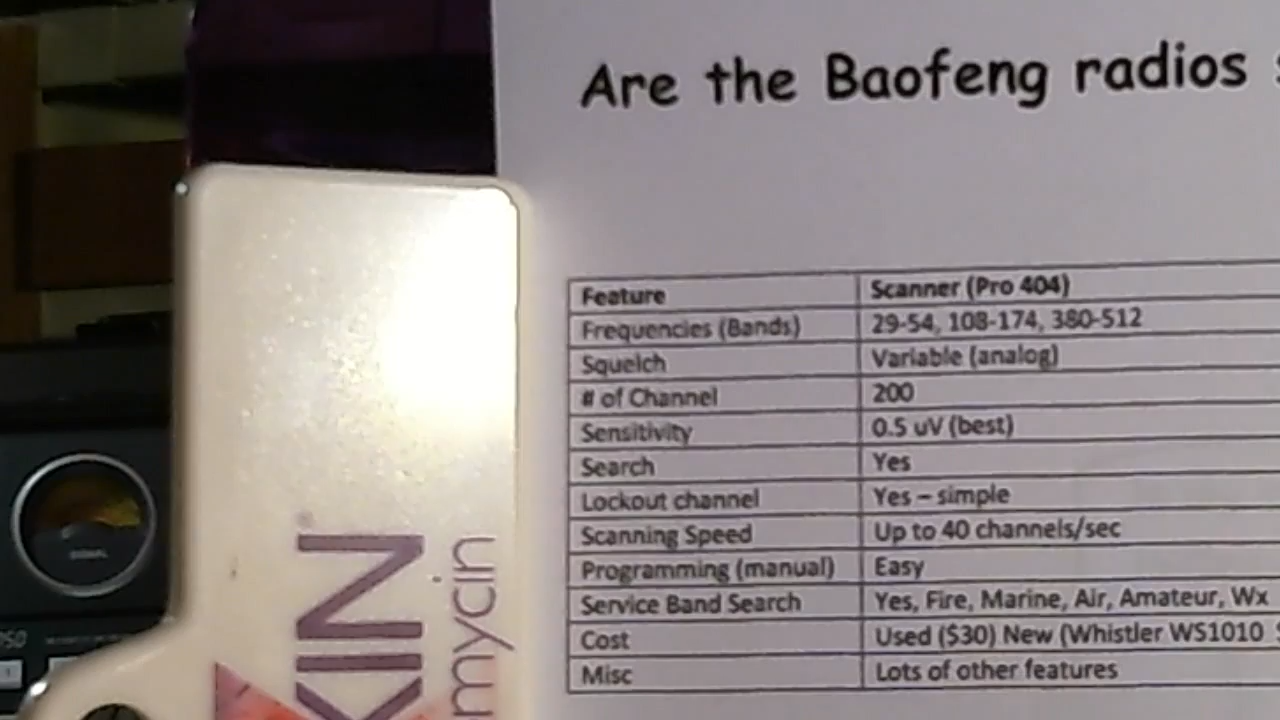 Are the Baofeng radios
Feature Scanner (Pro 404)
Frequencies (Bands) 29-54, 108-174, 380-512
Squelch Variable (analog)
# of Channel 200
Sensitivity 0.5 uV (best)
Search Yes
Lockout channel Yes – simple
Scanning Speed Up to 40 channels/sec
Programming (manual) Easy
Service Band Search Yes, Fire, Marine, Air, Amateur, Wx
Cost Used ($30) New (Whistler WS1010
Misc Lots of other features
KIN
mycin
SIGNAL